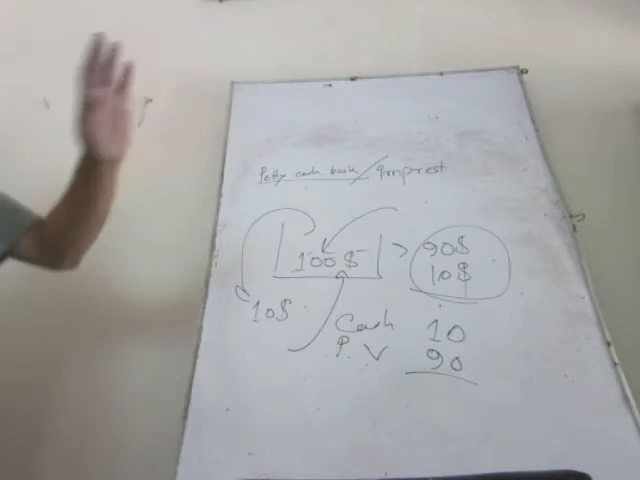 Petty cash book / Imprest
100$ > 90$
10$
10$
Cash 10
P.V 90